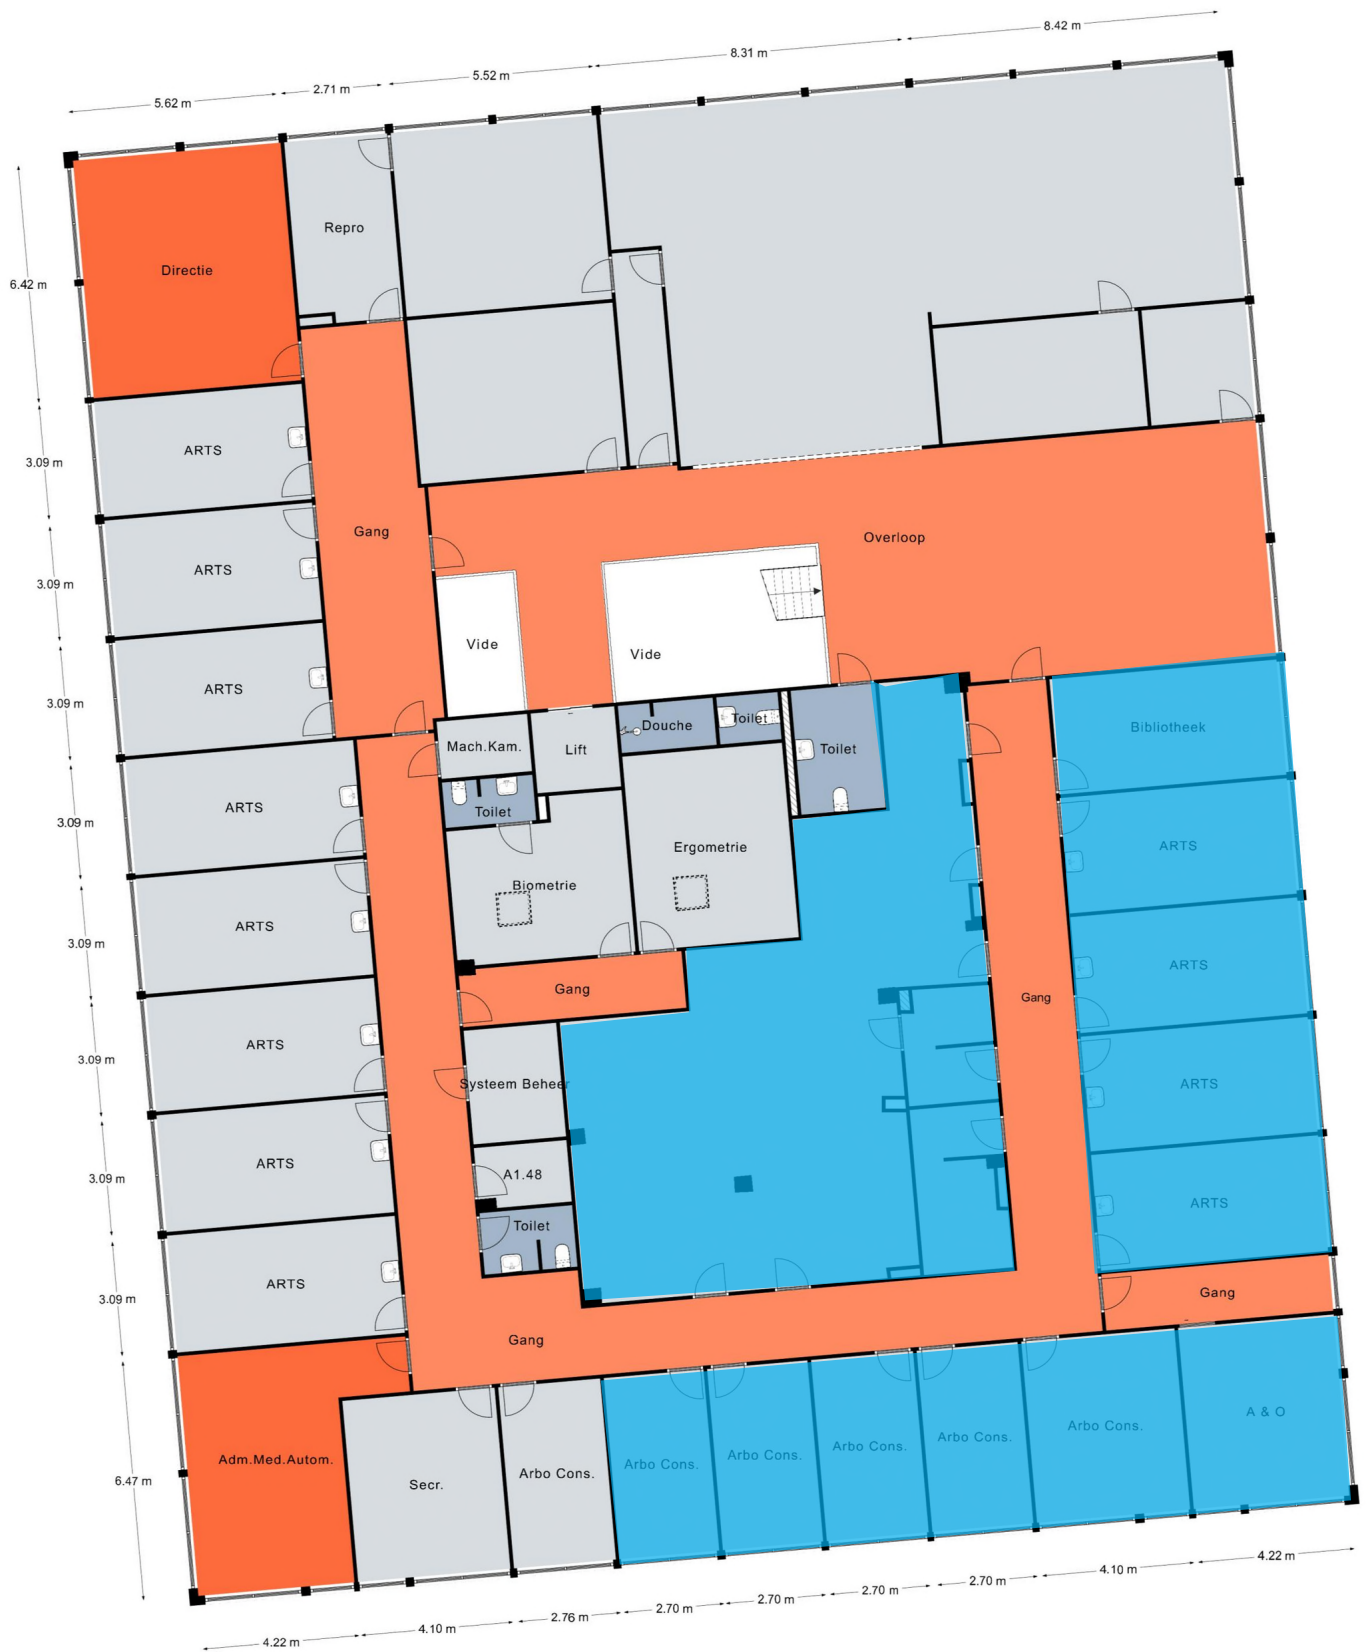 8.42 m
8.31 m
5.52 m
2.71 m
5.62 m
6.42 m
Directie
Repro
3.09 m
ARTS
Gang
Overloop
3.09 m
ARTS
Vide
Vide
3.09 m
ARTS
Mach.Kam.
Lift
Douche
Toilet
Toilet
Bibliotheek
3.09 m
ARTS
Toilet
Ergometrie
ARTS
Biometrie
3.09 m
ARTS
ARTS
Gang
Gang
3.09 m
ARTS
Systeem Beheer
ARTS
3.09 m
ARTS
A1.48
ARTS
Toilet
3.09 m
ARTS
Gang
Gang
6.47 m
Adm.Med.Autom.
Secr.
Arbo Cons.
Arbo Cons.
Arbo Cons.
Arbo Cons.
Arbo Cons.
Arbo Cons.
A & O
4.22 m
4.10 m
2.76 m
2.70 m
2.70 m
2.70 m
2.70 m
4.10 m
4.22 m